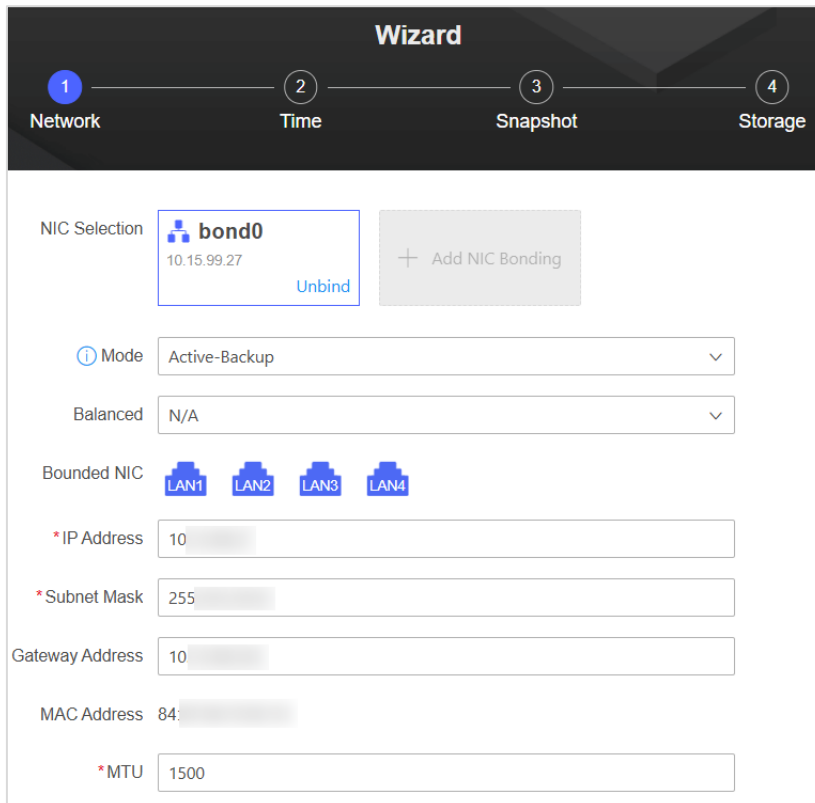 Wizard
1 2 3 4
Network Time Snapshot Storage
NIC Selection
bond0
10.15.99.27
Unbind
+ Add NIC Bonding
Mode Active-Backup
Balanced N/A
Bounded NIC LAN1 LAN2 LAN3 LAN4
*IP Address 10
*Subnet Mask 255
Gateway Address 10
MAC Address 84:
*MTU 1500